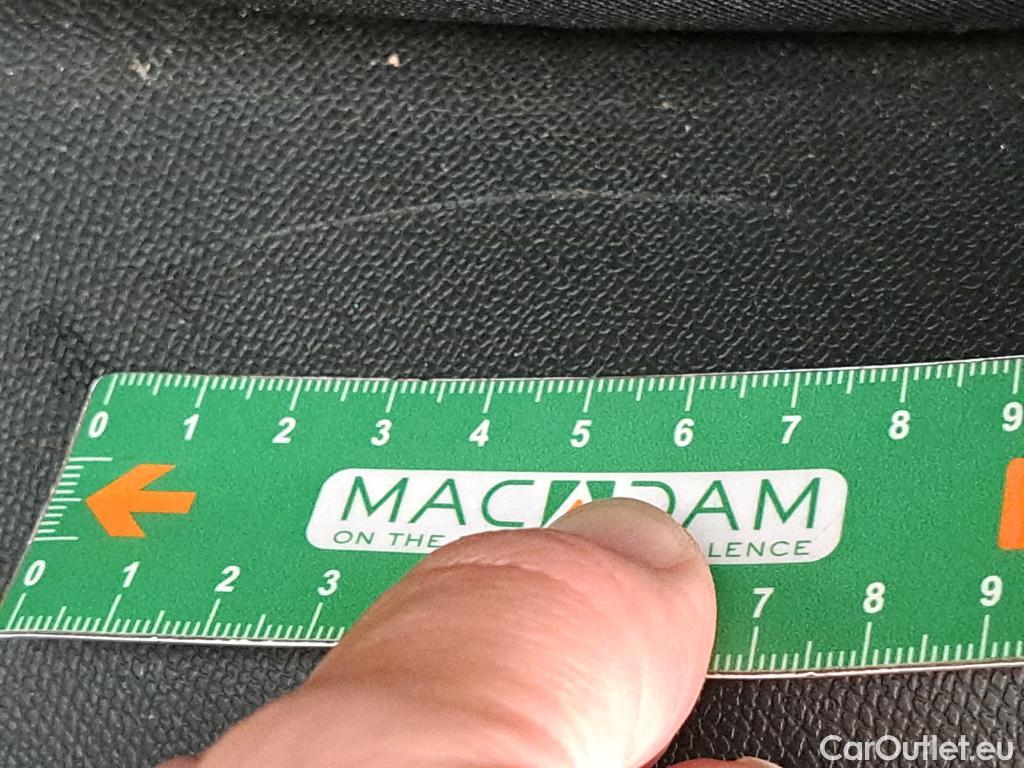 0 1 2 3 4 5 6 7 8 9
MACADAM
ON THE LENCE
0 1 2 3 7 8 9
CarOutlet.eu